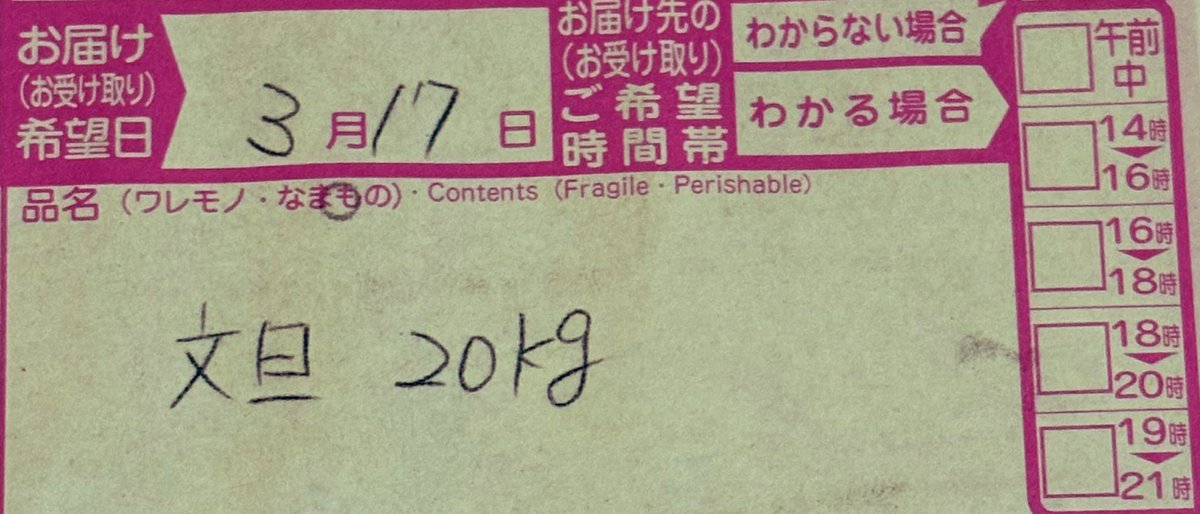 お届け
(お受け取り)
希望日
3月17日
お届け先の
(お受け取り)
ご希望
時間帯
わからない場合
わかる場合
午前
中
14時
16時
16時
18時
18時
20時
19時
21時
品名 (ワレモノ・なまもの)・Contents (Fragile・Perishable)
文旦 20kg